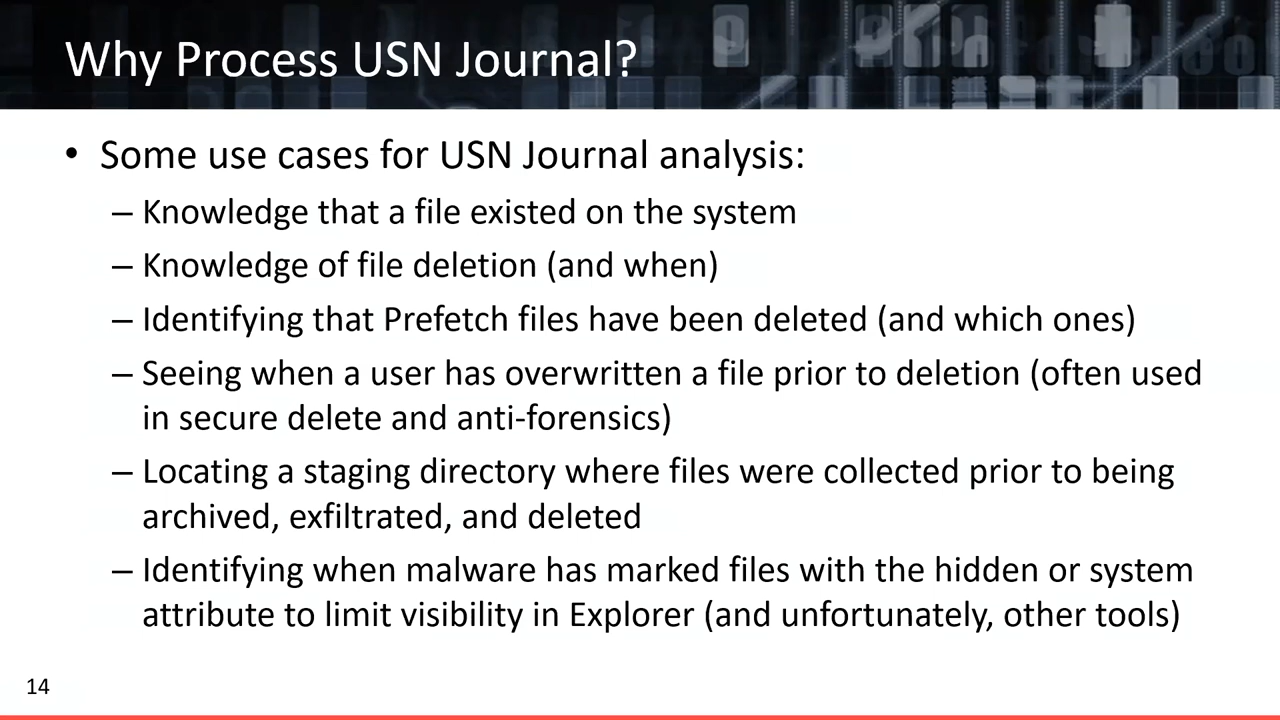 Why Process USN Journal?
• Some use cases for USN Journal analysis:
– Knowledge that a file existed on the system
– Knowledge of file deletion (and when)
– Identifying that Prefetch files have been deleted (and which ones)
– Seeing when a user has overwritten a file prior to deletion (often used
in secure delete and anti-forensics)
– Locating a staging directory where files were collected prior to being
archived, exfiltrated, and deleted
– Identifying when malware has marked files with the hidden or system
attribute to limit visibility in Explorer (and unfortunately, other tools)
14